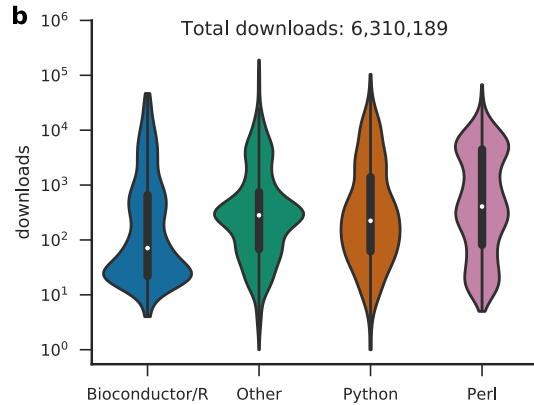 b
Total downloads: 6,310,189
downloads
10⁶
10⁵
10⁴
10³
10²
10¹
10⁰
Bioconductor/R Other Python Perl